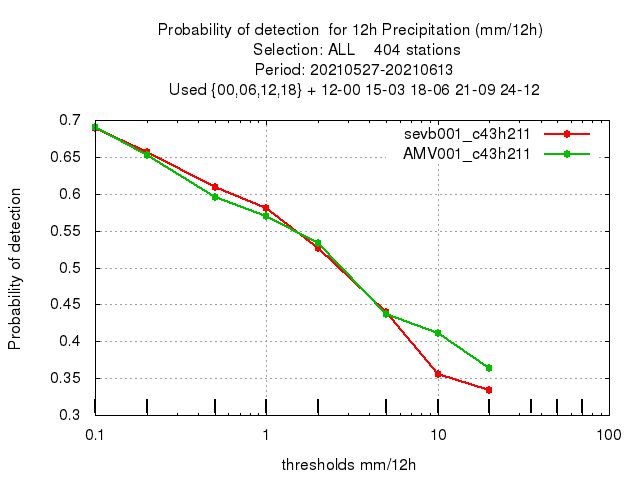 Probability of detection  for 12h Precipitation (mm/12h)
Selection: ALL    404 stations
Period: 20210527-20210613
Used {00,06,12,18} + 12-00 15-03 18-06 21-09 24-12
sevb001_c43h211
AMV001_c43h211
Probability of detection
0.7
0.65
0.6
0.55
0.5
0.45
0.4
0.35
0.3
0.1 1 10 100
thresholds mm/12h